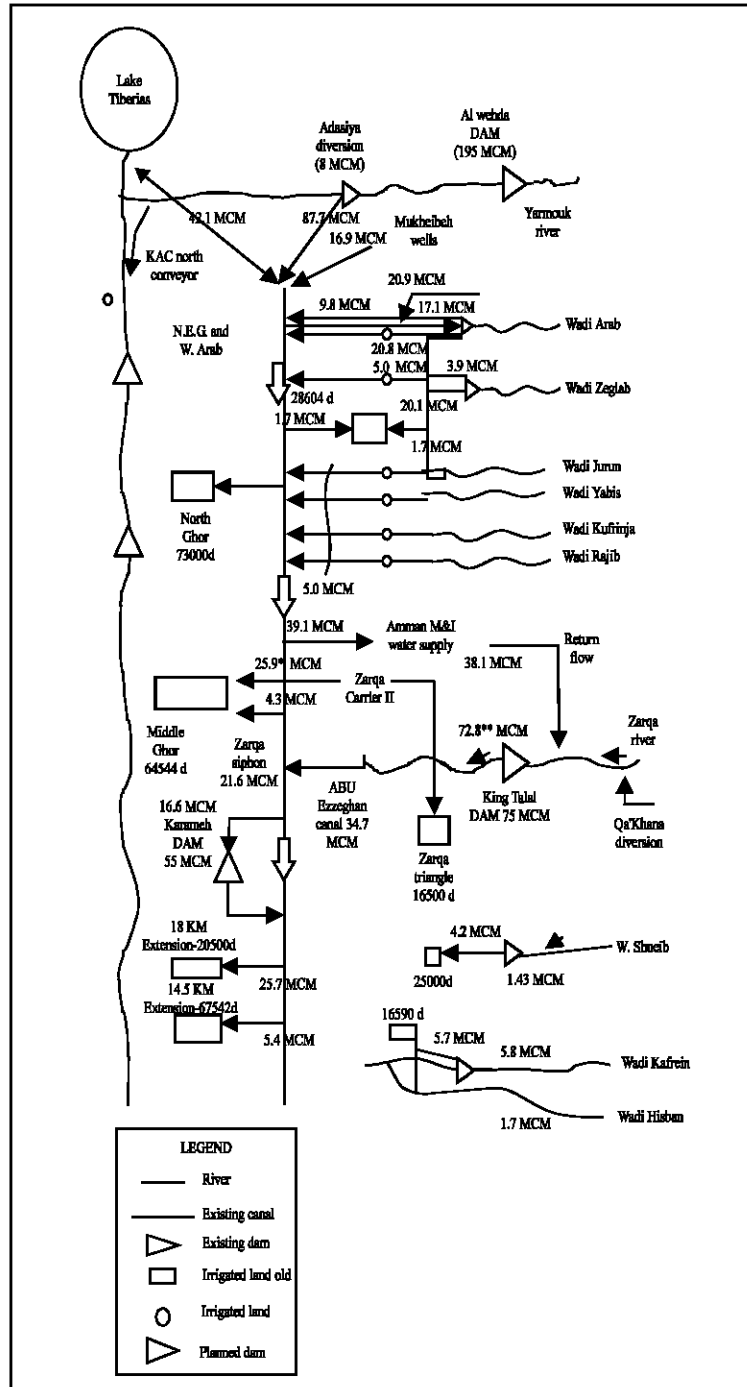 Lake
Tiberias
Adasiya
diversion
(8 MCM)
Al wehda
DAM
(195 MCM)
42.1 MCM
87.7 MCM
Mukheibeh
wells
Yarmouk
river
16.9 MCM
KAC north
conveyor
20.9 MCM
9.8 MCM
17.1 MCM
N.E.G. and
W. Arab
Wadi Arab
20.8 MCM
5.0 MCM
3.9 MCM
Wadi Zeglab
28604 d
20.1 MCM
1.7 MCM
1.7 MCM
Wadi Jurun
Wadi Yabis
North
Ghor
73000d
Wadi Kufrinja
Wadi Rajib
5.0 MCM
39.1 MCM
Amman M&I
water supply
Return
flow
38.1 MCM
25.9* MCM
Zarqa
Carrier II
4.3 MCM
Middle
Ghor
64544 d
Zarqa
siphon
21.6 MCM
72.8** MCM
Zarqa
river
ABU
Ezzeghan
canal 34.7
MCM
King Talal
DAM 75 MCM
Qa'Khana
diversion
16.6 MCM
Karameh
DAM
55 MCM
Zarqa
triangle
16500 d
18 KM
Extension-20500d
4.2 MCM
W. Shueib
25.7 MCM
25000d
1.43 MCM
14.5 KM
Extension-67542d
5.4 MCM
16590 d
5.7 MCM
5.8 MCM
Wadi Kafrein
Wadi Hisban
1.7 MCM
LEGEND
River
Existing canal
Existing dam
Irrigated land old
Irrigated land
Planned dam